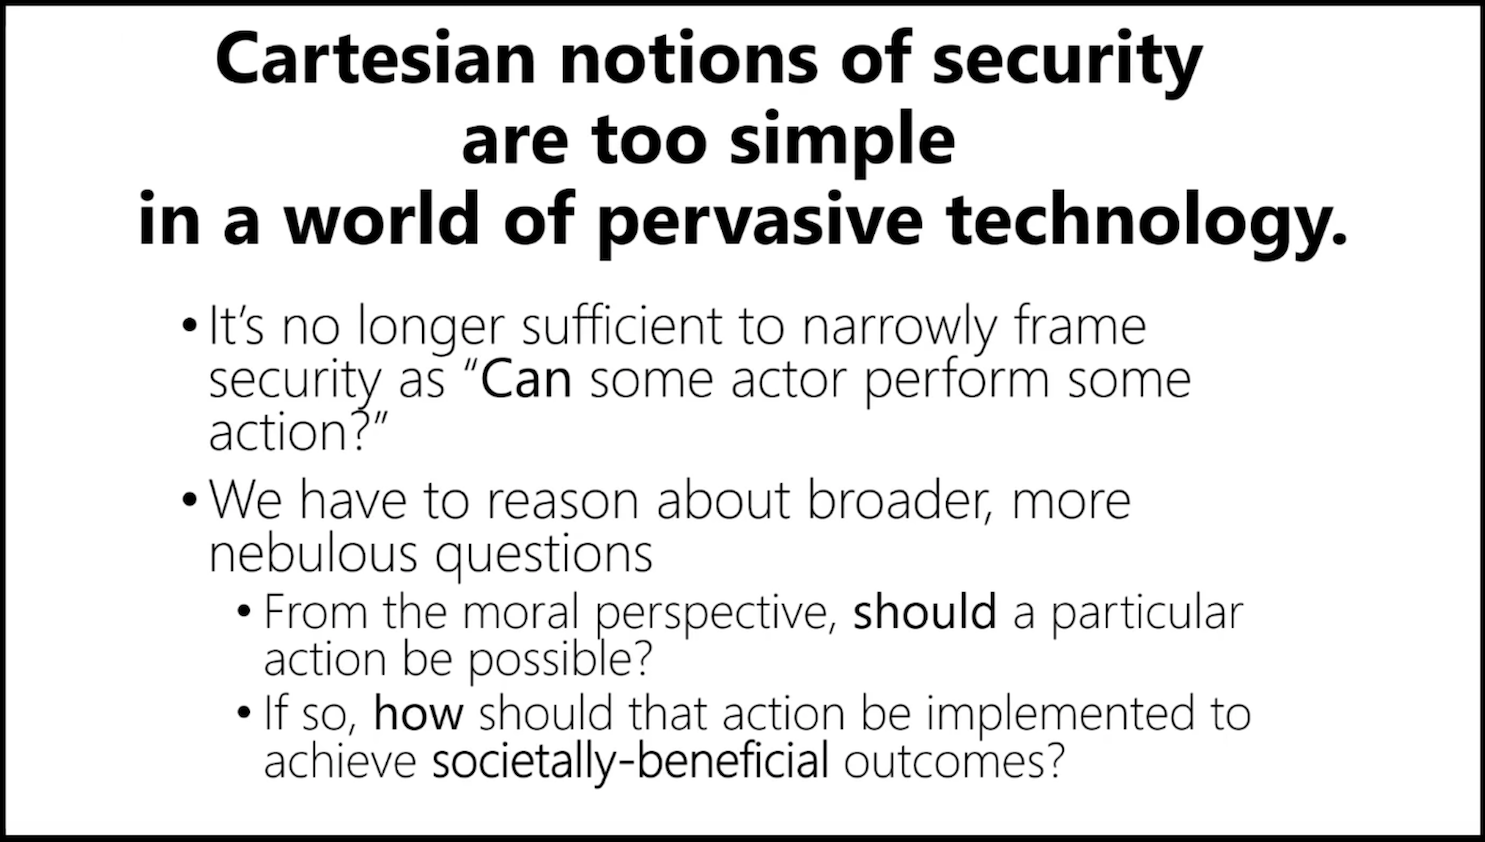 Cartesian notions of security
are too simple
in a world of pervasive technology.
• It’s no longer sufficient to narrowly frame
security as “Can some actor perform some
action?”
• We have to reason about broader, more
nebulous questions
• From the moral perspective, should a particular
action be possible?
• If so, how should that action be implemented to
achieve societally-beneficial outcomes?